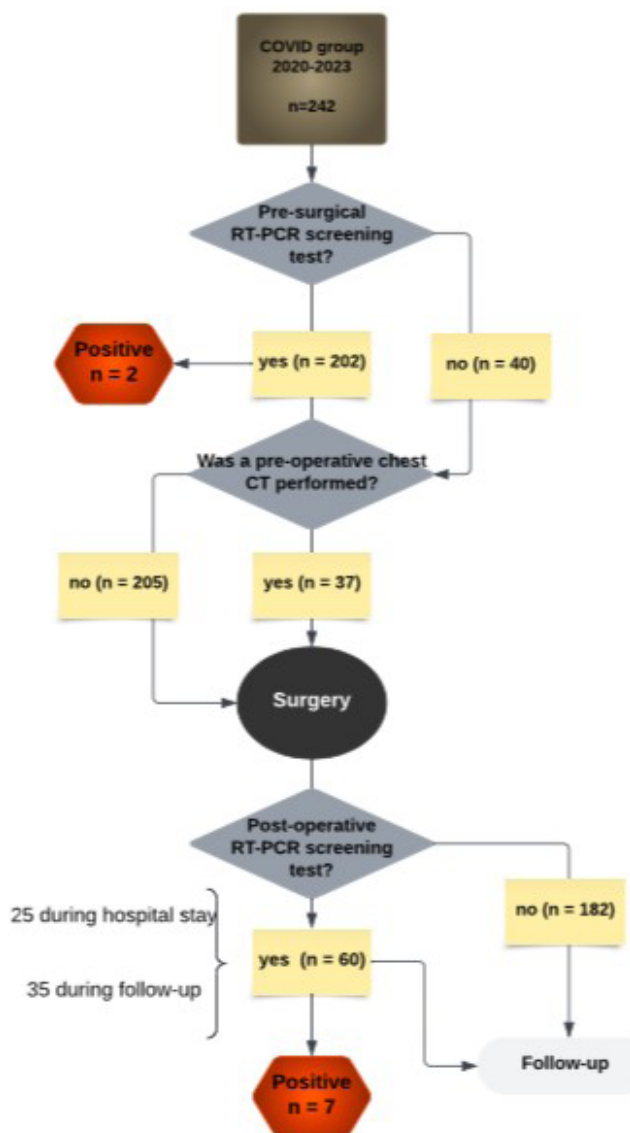 COVID group
2020-2023
n=242
Pre-surgical
RT-PCR screening
test?
Positive
n = 2
yes (n = 202)
no (n = 40)
Was a pre-operative chest
CT performed?
no (n = 205)
yes (n = 37)
Surgery
Post-operative
RT-PCR screening
test?
25 during hospital stay
35 during follow-up
yes (n = 60)
no (n = 182)
Follow-up
Positive
n = 7